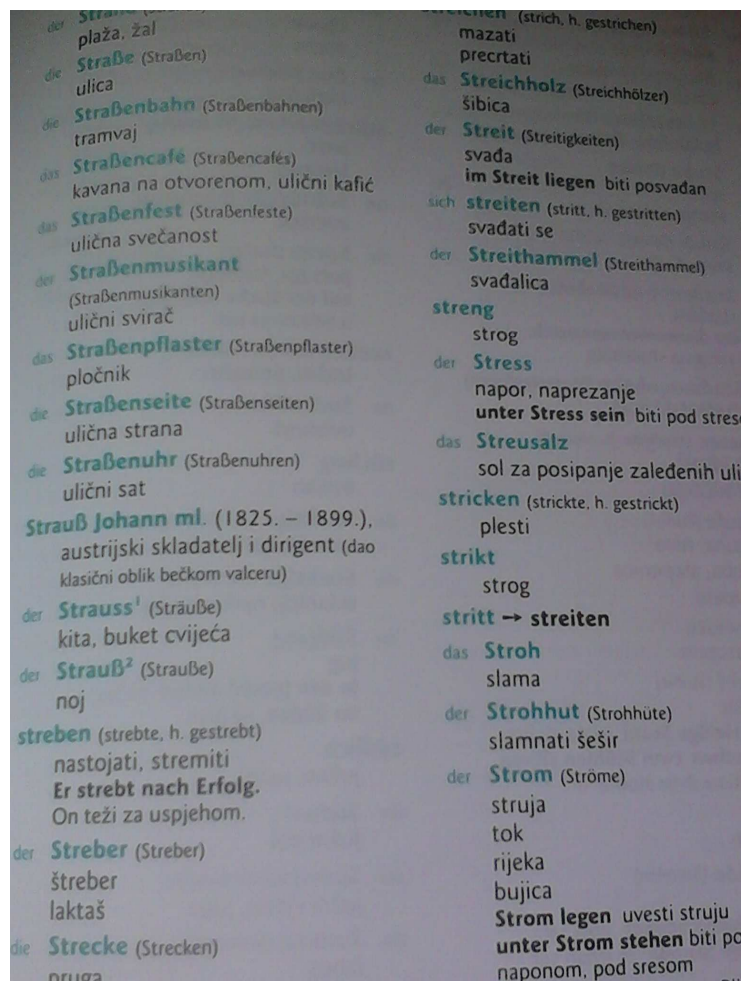 der Strand
plaža, žal
die Straße (Straßen)
ulica
die Straßenbahn (Straßenbahnen)
tramvaj
das Straßencafé (Straßencafés)
kavana na otvorenom, ulični kafić
das Straßenfest (Straßenfeste)
ulična svečanost
der Straßenmusikant
(Straßenmusikanten)
ulični svirač
das Straßenpflaster (Straßenpflaster)
pločnik
die Straßenseite (Straßenseiten)
ulična strana
die Straßenuhr (Straßenuhren)
ulični sat
Strauß Johann ml. (1825. – 1899.),
austrijski skladatelj i dirigent (dao
klasični oblik bečkom valceru)
der Strauss¹ (Sträuße)
kita, buket cvijeća
der Strauß² (Strauße)
noj
streben (strebte, h. gestrebt)
nastojati, stremiti
Er strebt nach Erfolg.
On teži za uspjehom.
der Streber (Streber)
štreber
laktaš
die Strecke (Strecken)
pruga
streichen (strich, h. gestrichen)
mazati
precrtati
das Streichholz (Streichhölzer)
šibica
der Streit (Streitigkeiten)
svađa
im Streit liegen biti posvađan
sich streiten (stritt, h. gestritten)
svađati se
der Streithammel (Streithammel)
svađalica
streng
strog
der Stress
napor, naprezanje
unter Stress sein biti pod streso
das Streusalz
sol za posipanje zaleđenih uli
stricken (strickte, h. gestrickt)
plesti
strikt
strog
stritt → streiten
das Stroh
slama
der Strohhut (Strohhüte)
slamnati šešir
der Strom (Ströme)
struja
tok
rijeka
bujica
Strom legen uvesti struju
unter Strom stehen biti po
naponom, pod sresom